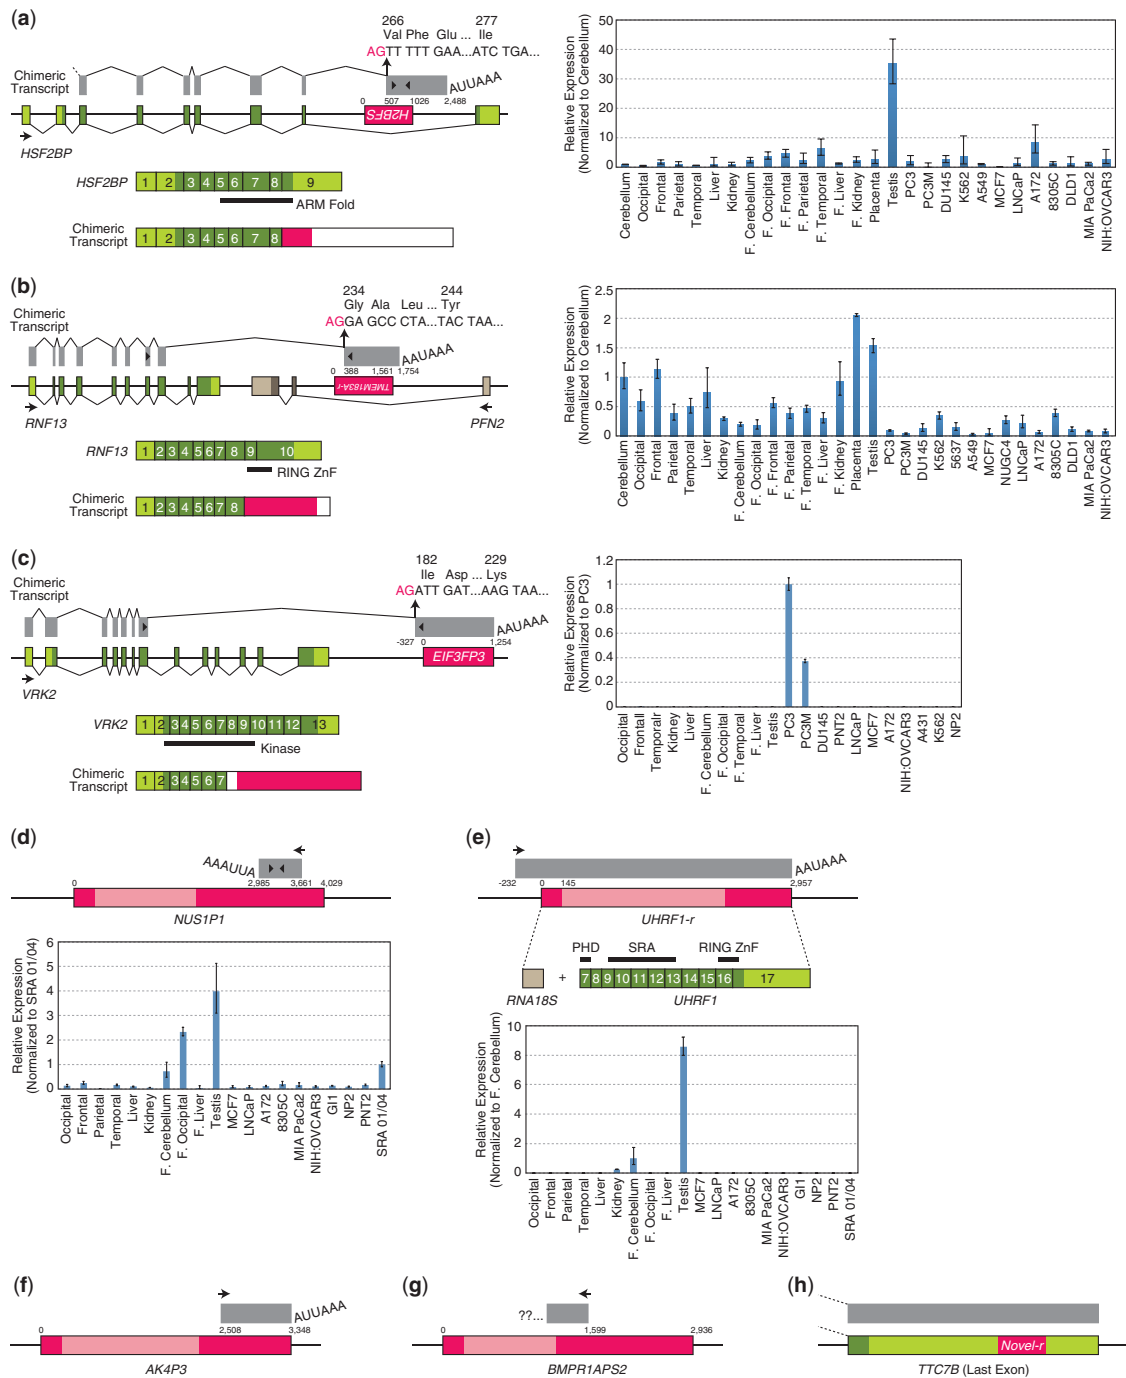 (a)
266 277
Val Phe Glu ... Ile
AGTT TTT GAA...ATC TGA...
Chimeric
Transcript
AUUAAA
0 507 1026 2,488
H2BFS
HSF2BP
HSF2BP 1 2 3 4 5 6 7 8 9
ARM Fold
Chimeric
Transcript
1 2 3 4 5 6 7 8
Relative Expression
(Normalized to Cerebellum)
50
40
30
20
10
0
Cerebellum
Occipital
Frontal
Parietal
Temporal
Liver
Kidney
F. Cerebellum
F. Occipital
F. Frontal
F. Parietal
F. Temporal
F. Liver
F. Kidney
Placenta
Testis
PC3
PC3M
DU145
K562
A549
MCF7
LNCaP
A172
8305C
DLD1
MIA PaCa2
NIH:OVCAR3
(b)
234 244
Gly Ala Leu ... Tyr
AGGA GCC CTA...TAC TAA...
Chimeric
Transcript
AAUAAA
0 388 1,561 1,754
TMEM183A-r
RNF13
PFN2
RNF13 1 2 3 4 5 6 7 8 9 10
RING ZnF
Chimeric
Transcript
1 2 3 4 5 6 7 8
Relative Expression
(Normalized to Cerebellum)
2.5
2
1.5
1
0.5
0
Cerebellum
Occipital
Frontal
Parietal
Temporal
Liver
Kidney
F. Cerebellum
F. Occipital
F. Frontal
F. Parietal
F. Temporal
F. Liver
F. Kidney
Placenta
Testis
PC3
PC3M
DU145
K562
5637
A549
MCF7
NUGC4
LNCaP
A172
8305C
DLD1
MIA PaCa2
NIH:OVCAR3
(c)
182 229
Ile Asp ... Lys
AGATT GAT...AAG TAA...
Chimeric
Transcript
AAUAAA
-327 0 1,254
EIF3FP3
VRK2
VRK2 1 2 3 4 5 6 7 8 9 10 11 12 13
Kinase
Chimeric
Transcript
1 2 3 4 5 6 7
Relative Expression
(Normalized to PC3)
1.2
1
0.8
0.6
0.4
0.2
0
Occipital
Frontall
Temporalr
Kidney
Liver
F. Cerebellum
F. Occipital
F. Temporal
F. Liver
Testis
PC3
PC3M
DU145
PNT2
LNCaP
MCF7
A172
NIH:OVCAR3
A431
K562
NP2
(d)
AAAUUA
0 2,985 3,661 4,029
NUS1P1
Relative Expression
(Normalized to SRA 01/04)
6
5
4
3
2
1
0
Occipital
Frontal
Parietal
Temporal
Liver
Kidney
F. Cerebellum
F. Occipital
F. Liver
Testis
MCF7
LNCaP
A172
8305C
MIA PaCa2
NIH:OVCAR3
GI1
NP2
PNT2
SRA 01/04
(e)
AAUAAA
-232 0 145 2,957
UHRF1-r
PHD SRA RING ZnF
+ 7 8 9 10 11 12 13 14 15 16 17
RNA18S UHRF1
Relative Expression
(Normalized to F. Cerebellum)
10
8
6
4
2
0
Occipital
Frontal
Parietal
Temporal
Liver
Kidney
F. Cerebellum
F. Occipital
F. Liver
Testis
MCF7
LNCaP
A172
8305C
MIA PaCa2
NIH:OVCAR3
GI1
NP2
PNT2
SRA 01/04
(f)
AUUAAA
0 2,508 3,348
AK4P3
(g)
??...
0 1,599 2,936
BMPR1APS2
(h)
Novel-r
TTC7B (Last Exon)